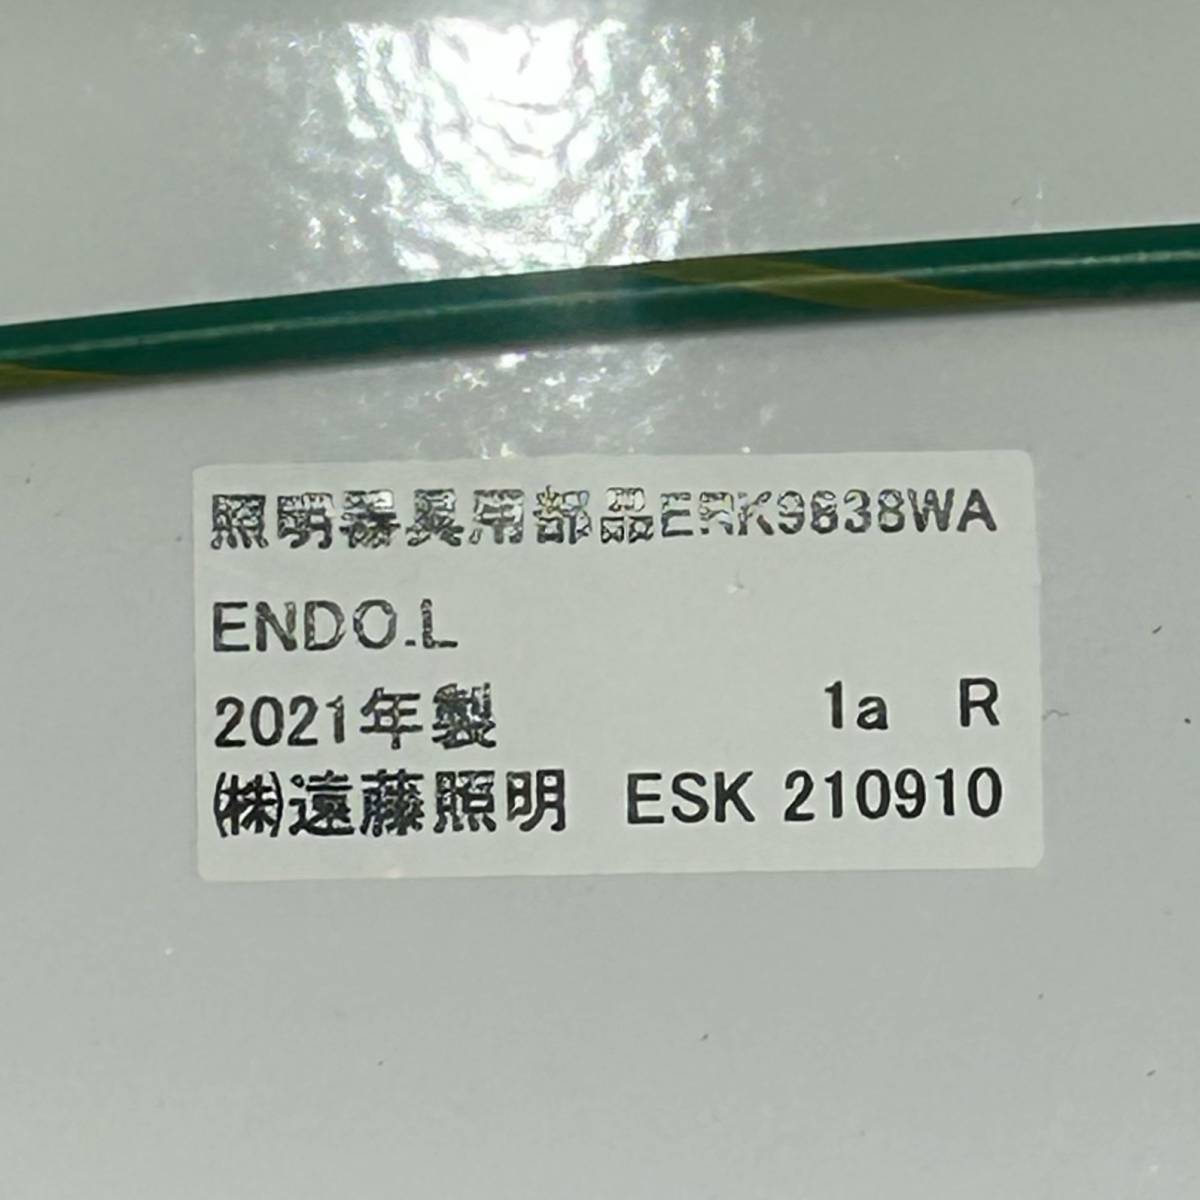 照明器具用部品ERK9838WA
ENDO.L
2021年製 1a R
㈱遠藤照明 ESK 210910